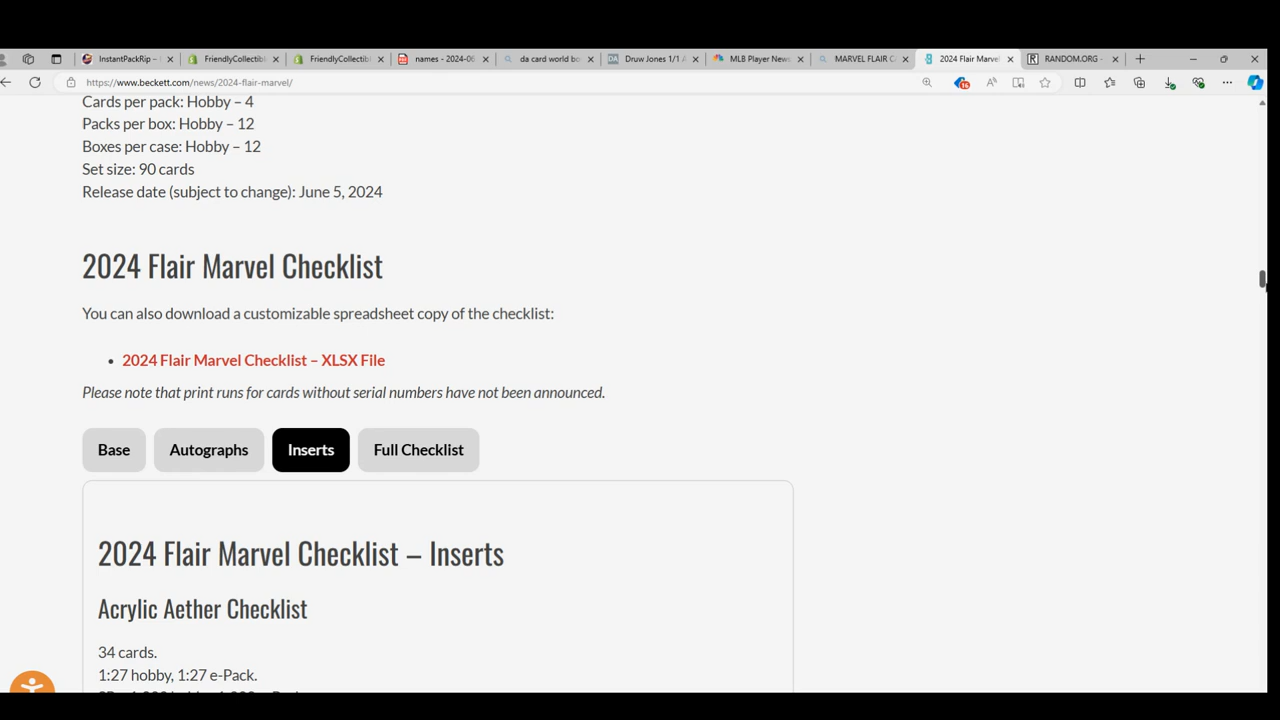 InstantPackRip –
FriendlyCollectibl
FriendlyCollectibl
names - 2024-06
da card world bo
Druw Jones 1/1 A
MLB Player News
MARVEL FLAIR C
2024 Flair Marve
RANDOM.ORG -
https://www.beckett.com/news/2024-flair-marvel/
Cards per pack: Hobby – 4
Packs per box: Hobby – 12
Boxes per case: Hobby – 12
Set size: 90 cards
Release date (subject to change): June 5, 2024
2024 Flair Marvel Checklist
You can also download a customizable spreadsheet copy of the checklist:
• 2024 Flair Marvel Checklist – XLSX File
Please note that print runs for cards without serial numbers have not been announced.
Base
Autographs
Inserts
Full Checklist
2024 Flair Marvel Checklist – Inserts
Acrylic Aether Checklist
34 cards.
1:27 hobby, 1:27 e-Pack.